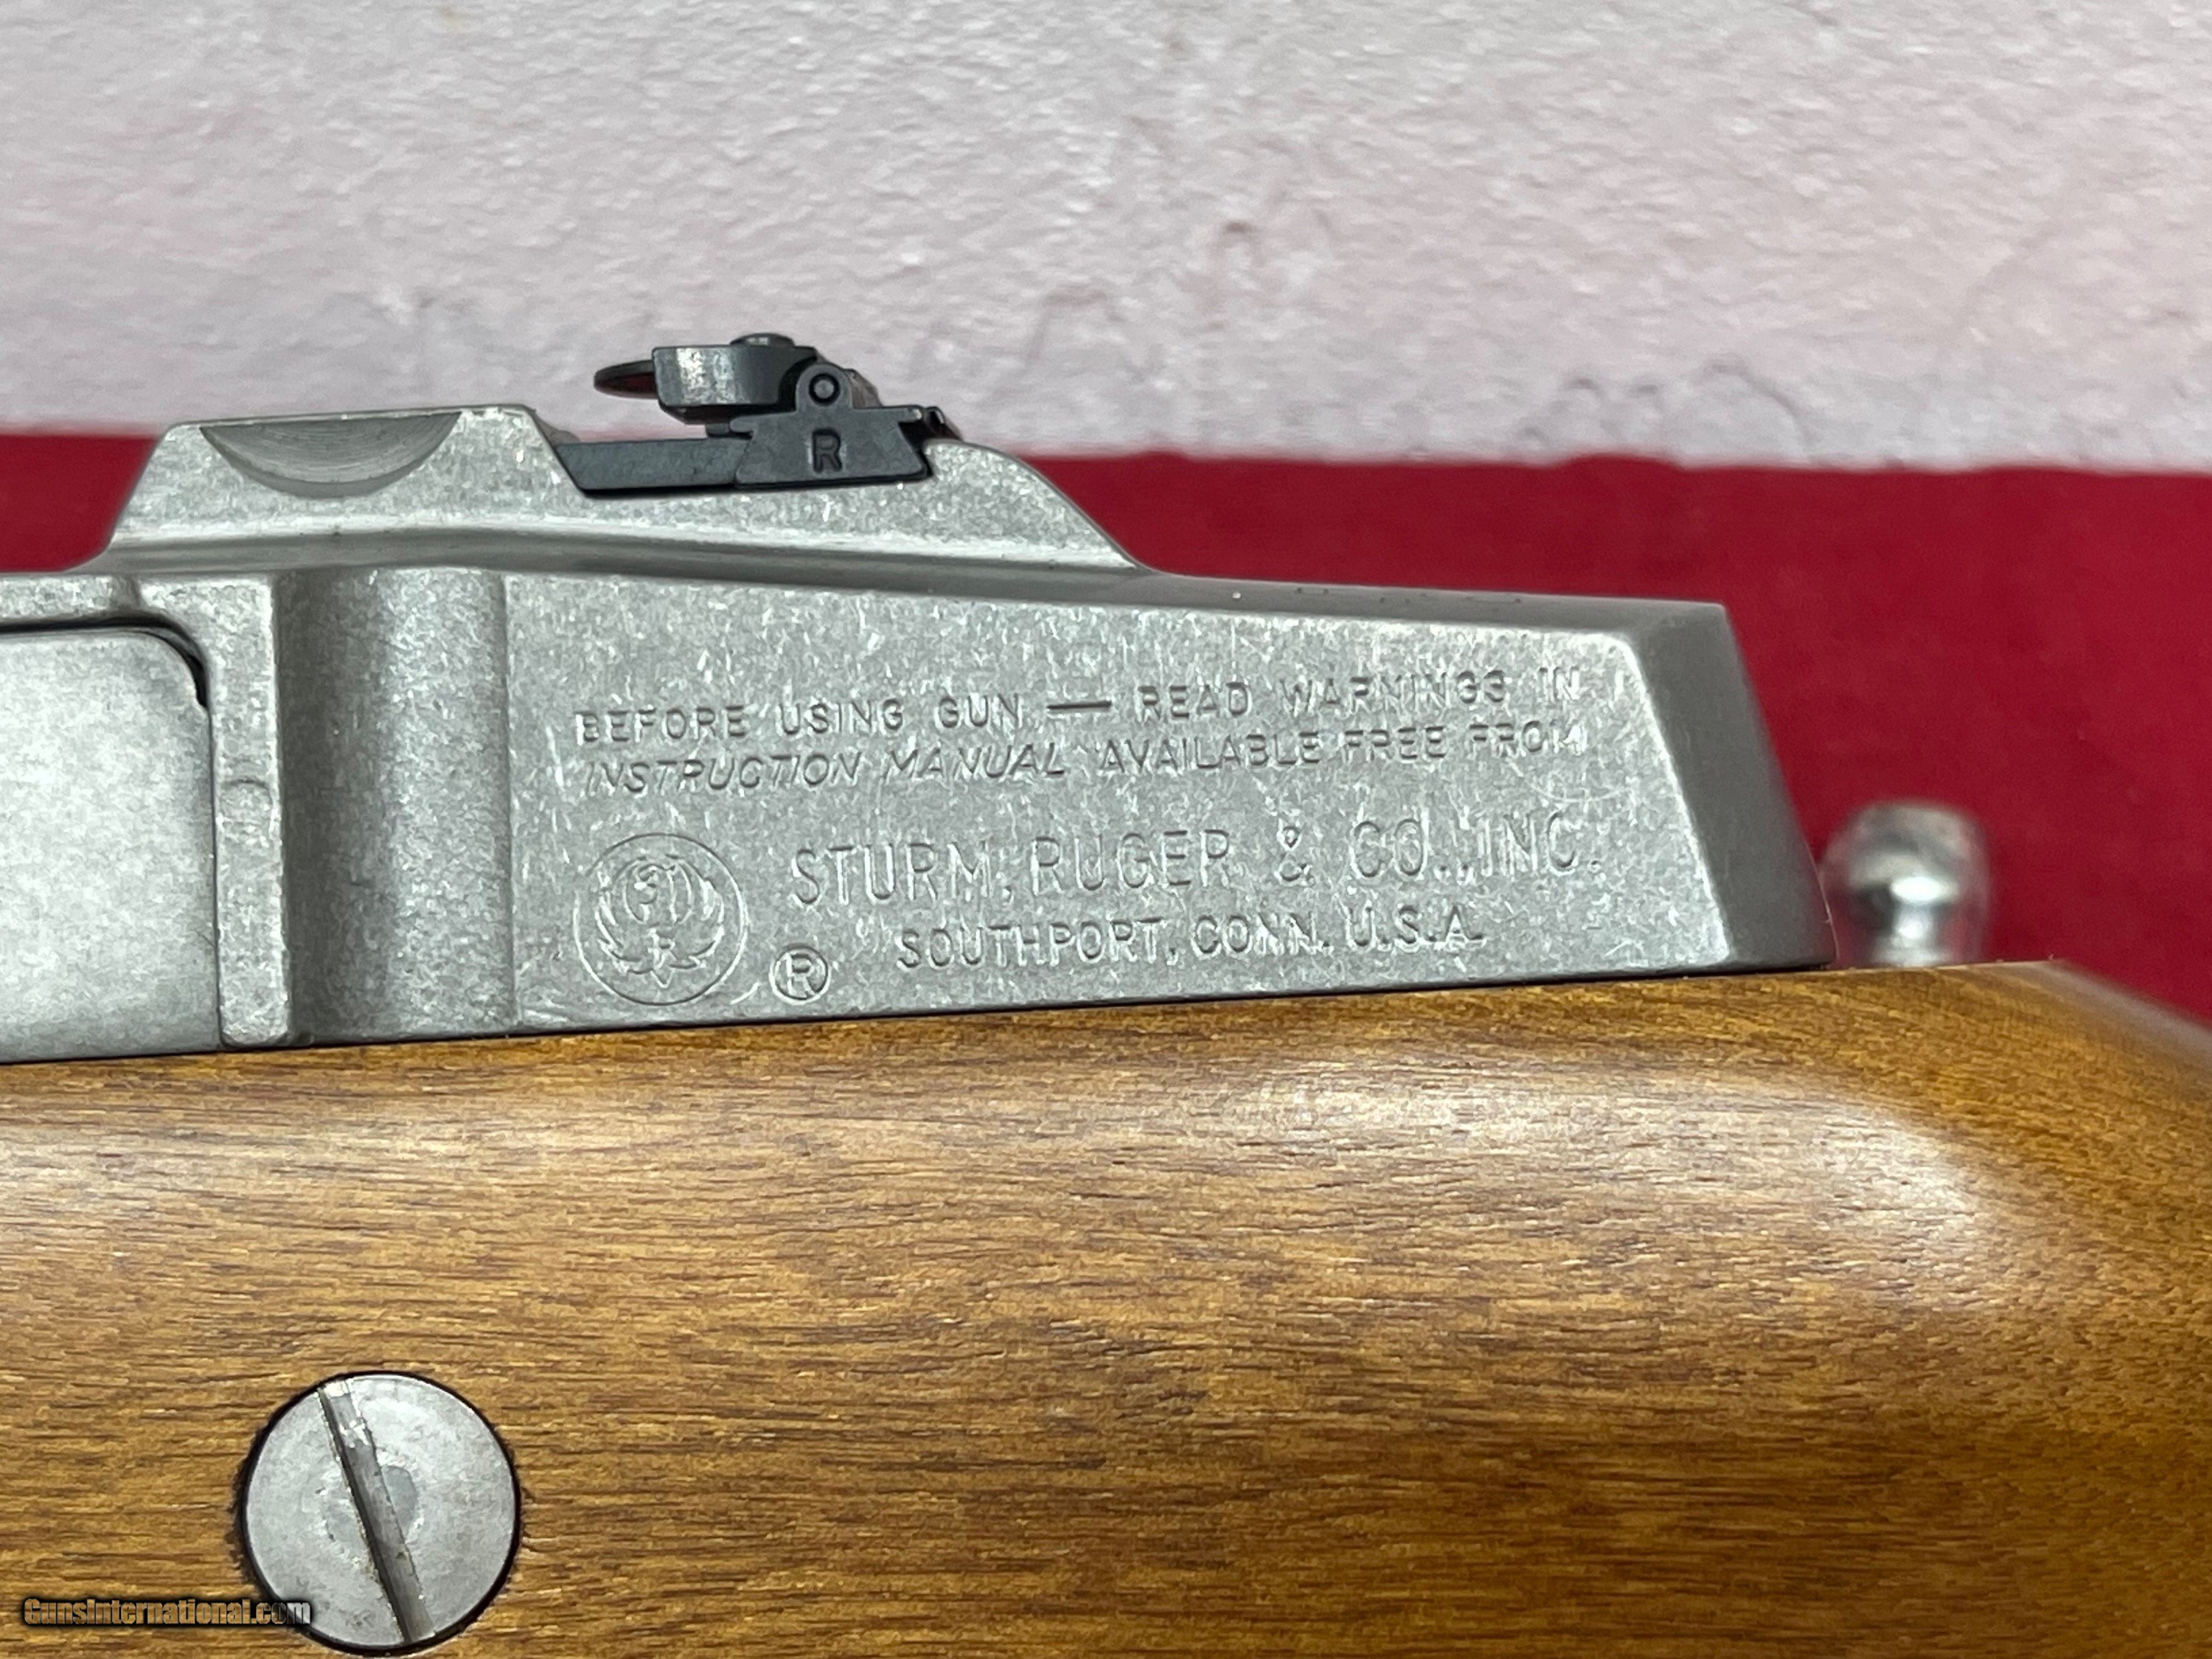 R
BEFORE USING GUN — READ WARNINGS IN
INSTRUCTION MANUAL AVAILABLE FREE FROM
STURM, RUGER & CO., INC.
® SOUTHPORT, CONN. U.S.A.
GunsInternational.com